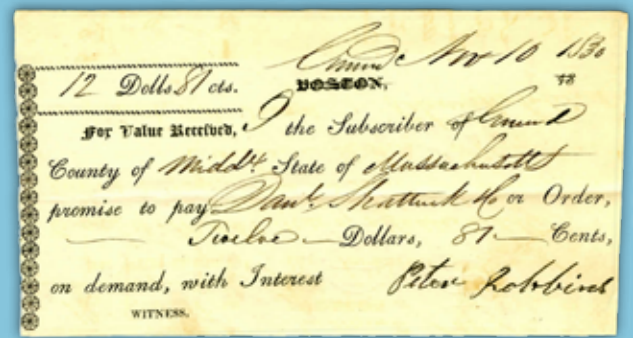 Nov 10 1830
12 Dolls. 81 cts. BOSTON, 18
For Value Received, I the Subscriber of
County of Middx State of Massachusetts
promise to pay Danl. Shattuck & Co or Order,
Twelve Dollars, 81 Cents,
on demand, with Interest Peter Robbins
WITNESS.